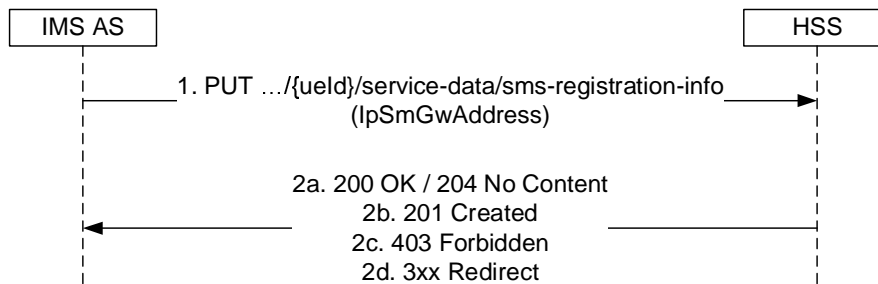 IMS AS
HSS
1. PUT …/{ueId}/service-data/sms-registration-info
(IpSmGwAddress)
2a. 200 OK / 204 No Content
2b. 201 Created
2c. 403 Forbidden
2d. 3xx Redirect